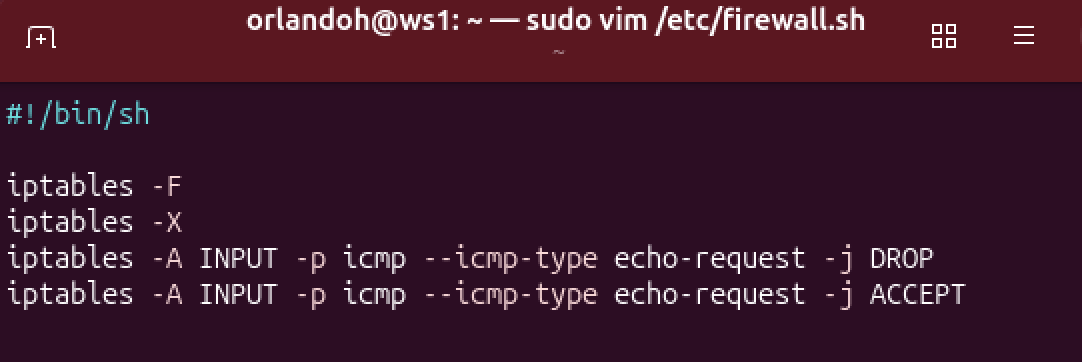 orlandoh@ws1: ~ — sudo vim /etc/firewall.sh
~
#!/bin/sh
iptables -F
iptables -X
iptables -A INPUT -p icmp --icmp-type echo-request -j DROP
iptables -A INPUT -p icmp --icmp-type echo-request -j ACCEPT